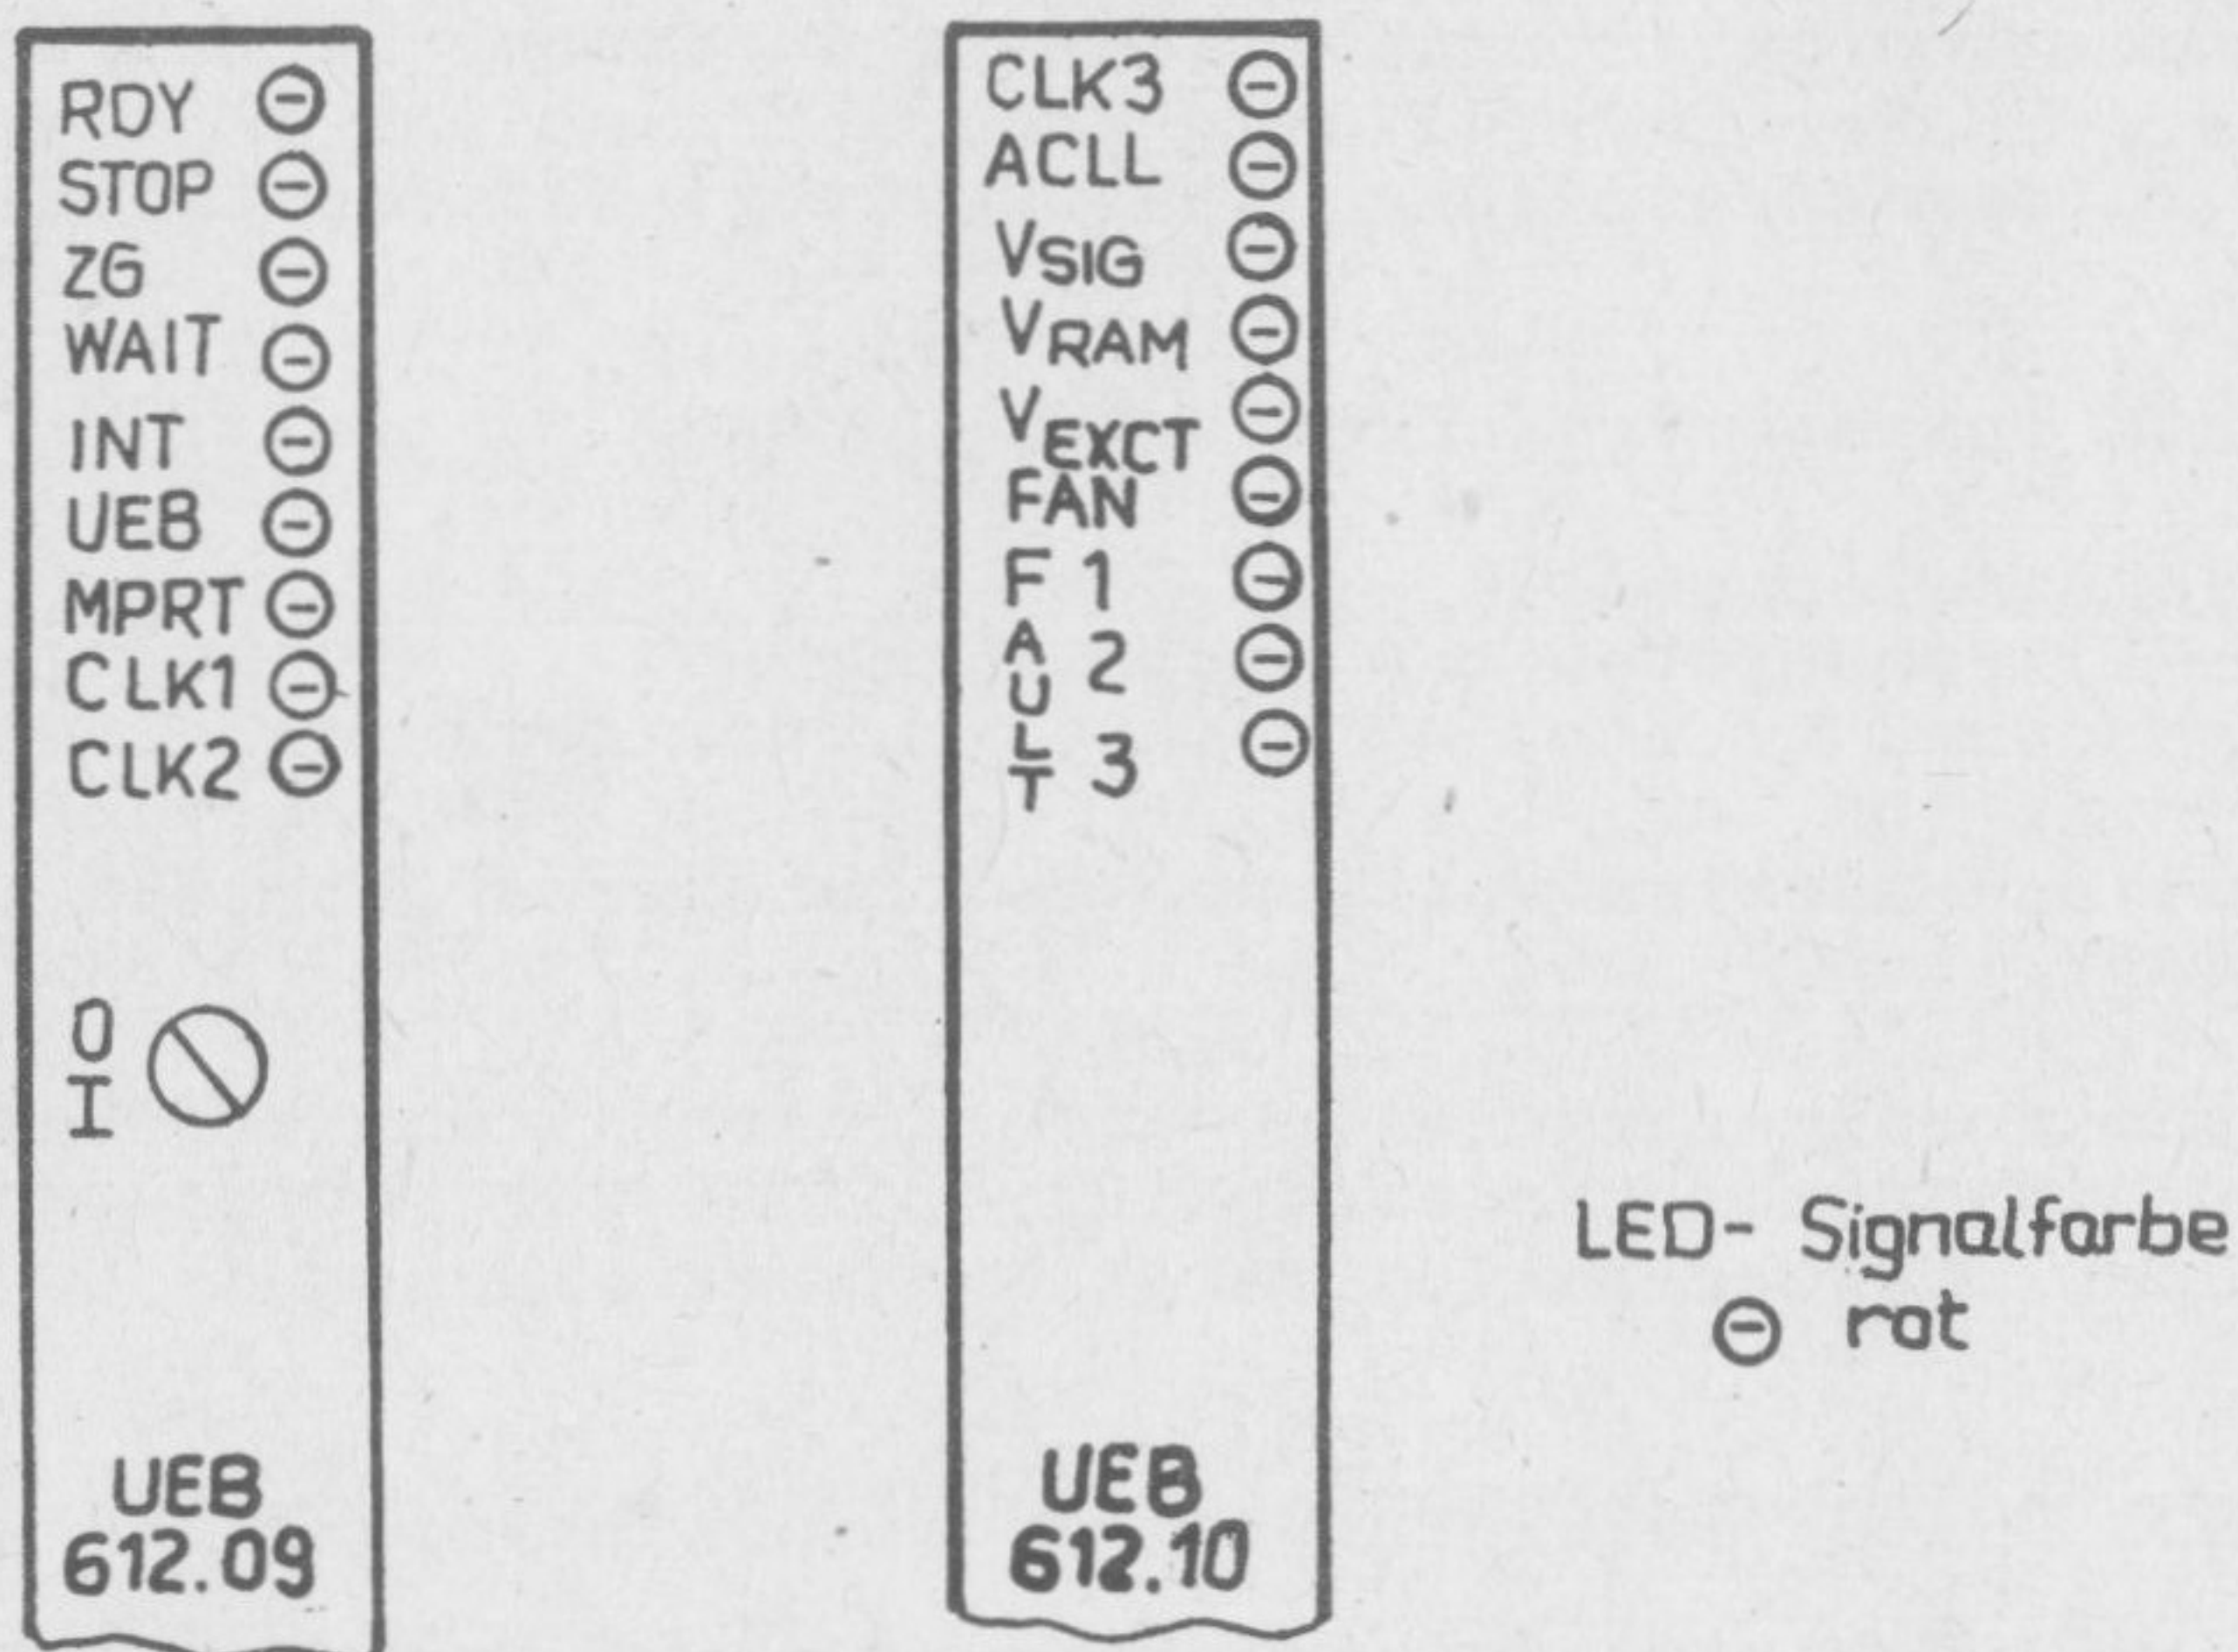 RDY
STOP
ZG
WAIT
INT
UEB
MPRT
CLK1
CLK2
O
I
UEB
612.09
CLK3
ACLL
VSIG
VRAM
VEXCT
FAN
FAULT
1
2
3
UEB
612.10
LED- Signalfarbe
rot